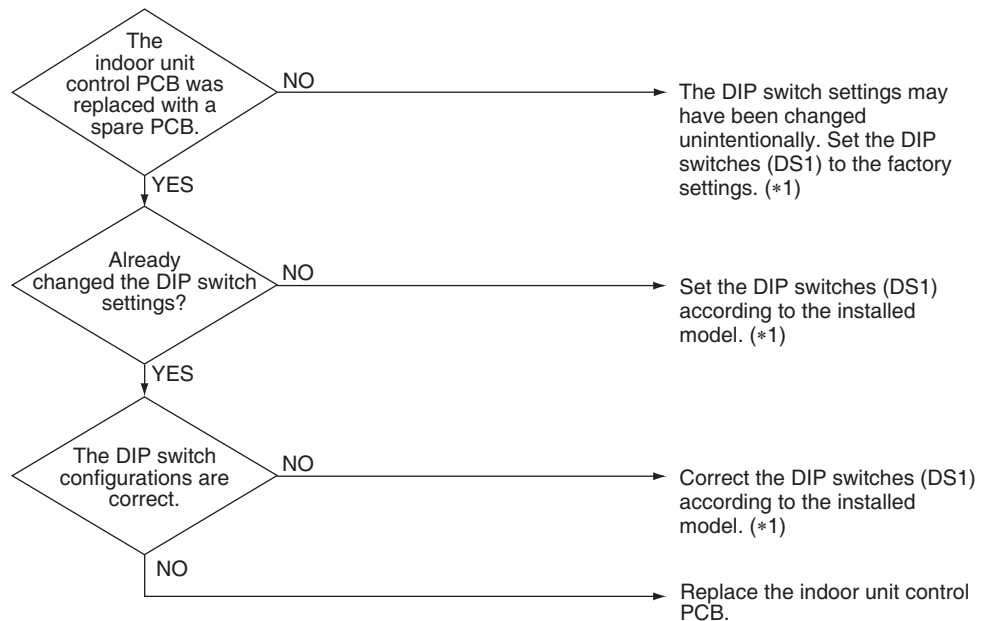 The
indoor unit
control PCB was
replaced with a
spare PCB.
NO
The DIP switch settings may
have been changed
unintentionally. Set the DIP
switches (DS1) to the factory
settings. (*1)
YES
Already
changed the DIP switch
settings?
NO
Set the DIP switches (DS1)
according to the installed
model. (*1)
YES
The DIP switch
configurations are
correct.
NO
Correct the DIP switches (DS1)
according to the installed
model. (*1)
NO
Replace the indoor unit control
PCB.